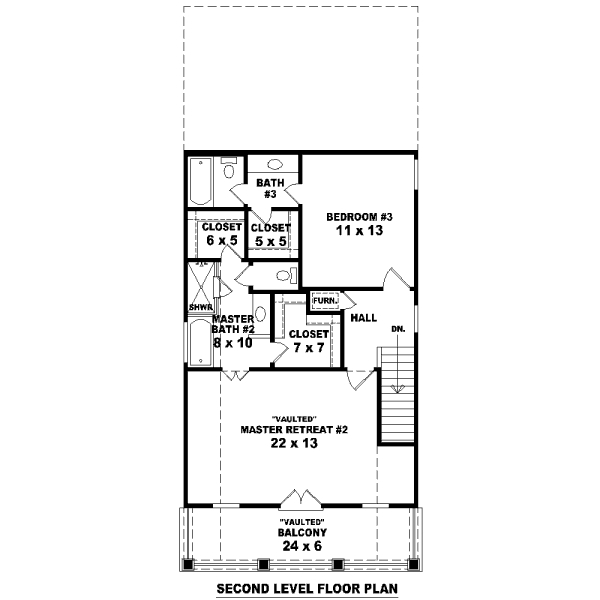 BATH
#3
BEDROOM #3
11 x 13
CLOSET
6 x 5
CLOSET
5 x 5
SHWR
MASTER
BATH #2
8 x 10
FURN.
HALL
DN.
CLOSET
7 x 7
"VAULTED"
MASTER RETREAT #2
22 x 13
"VAULTED"
BALCONY
24 x 6
SECOND LEVEL FLOOR PLAN